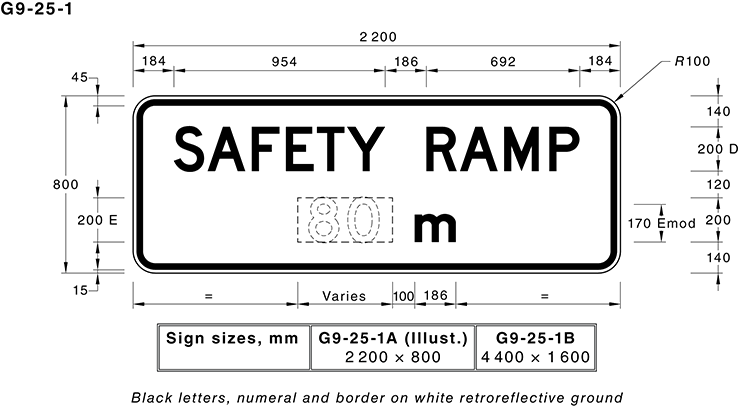 G9-25-1
2 200
184 954 186 692 184
R100
45
140
SAFETY RAMP
200 D
800
120
200 E
80 m
170 Emod
200
140
15
= Varies 100 186 =
Sign sizes, mm G9-25-1A (Illust.) G9-25-1B
2 200 × 800 4 400 × 1 600
Black letters, numeral and border on white retroreflective ground